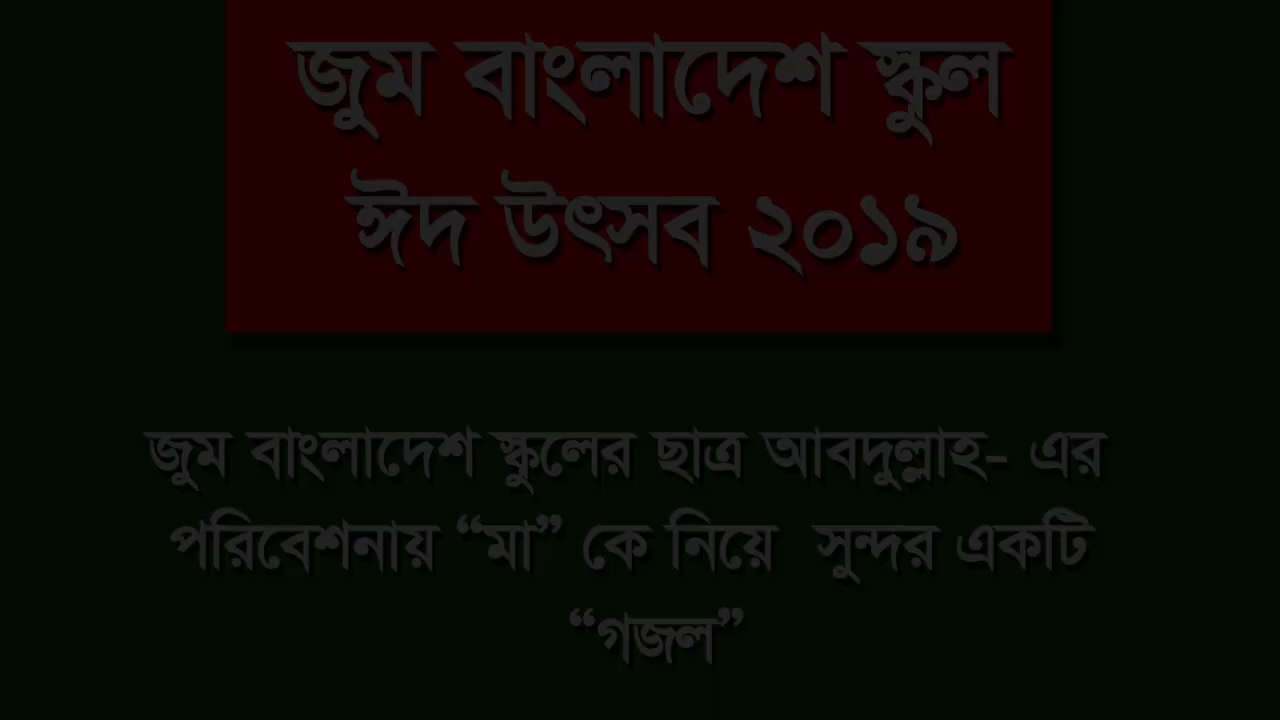 জুম বাংলাদেশ স্কুল
ঈদ উৎসব ২০১৯
জুম বাংলাদেশ স্কুলের ছাত্র আবদুল্লাহ- এর
পরিবেশনায় “মা” কে নিয়ে সুন্দর একটি
“গজল”